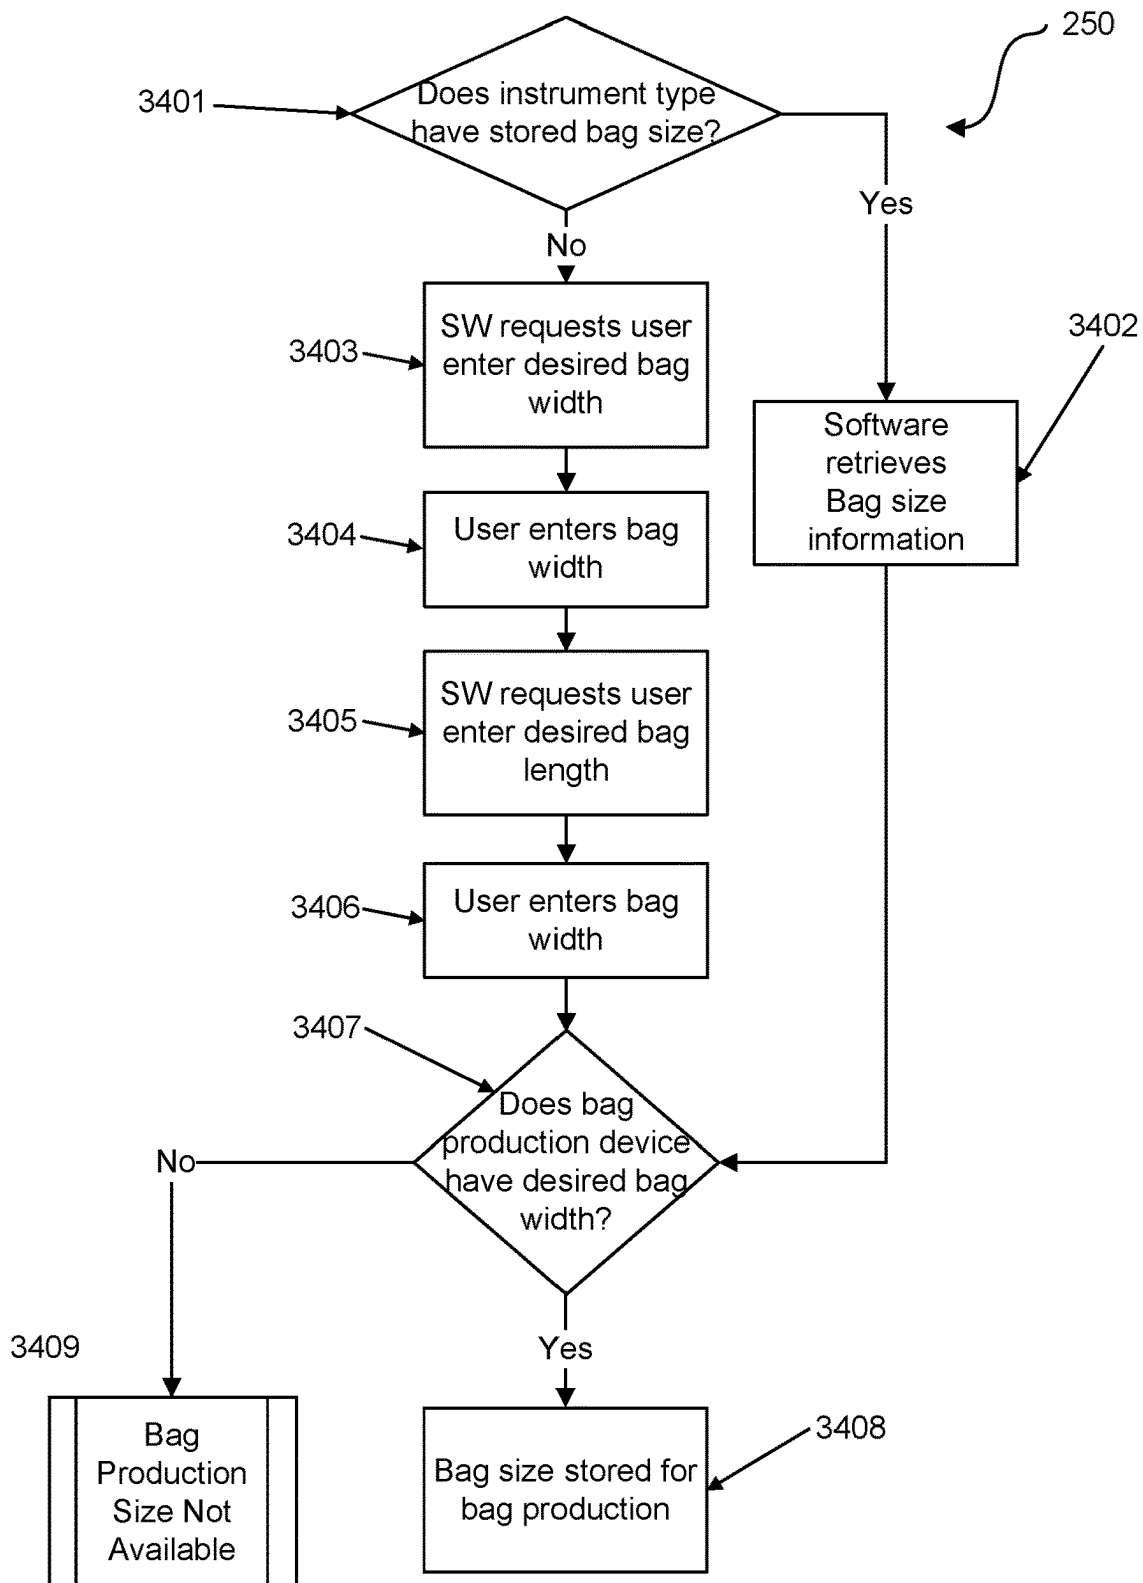 250
3401
Does instrument type
have stored bag size?
Yes
No
3403
SW requests user
enter desired bag
width
3402
Software
retrieves
Bag size
information
3404
User enters bag
width
3405
SW requests user
enter desired bag
length
3406
User enters bag
width
3407
Does bag
production device
have desired bag
width?
No
Yes
3409
Bag
Production
Size Not
Available
3408
Bag size stored for
bag production